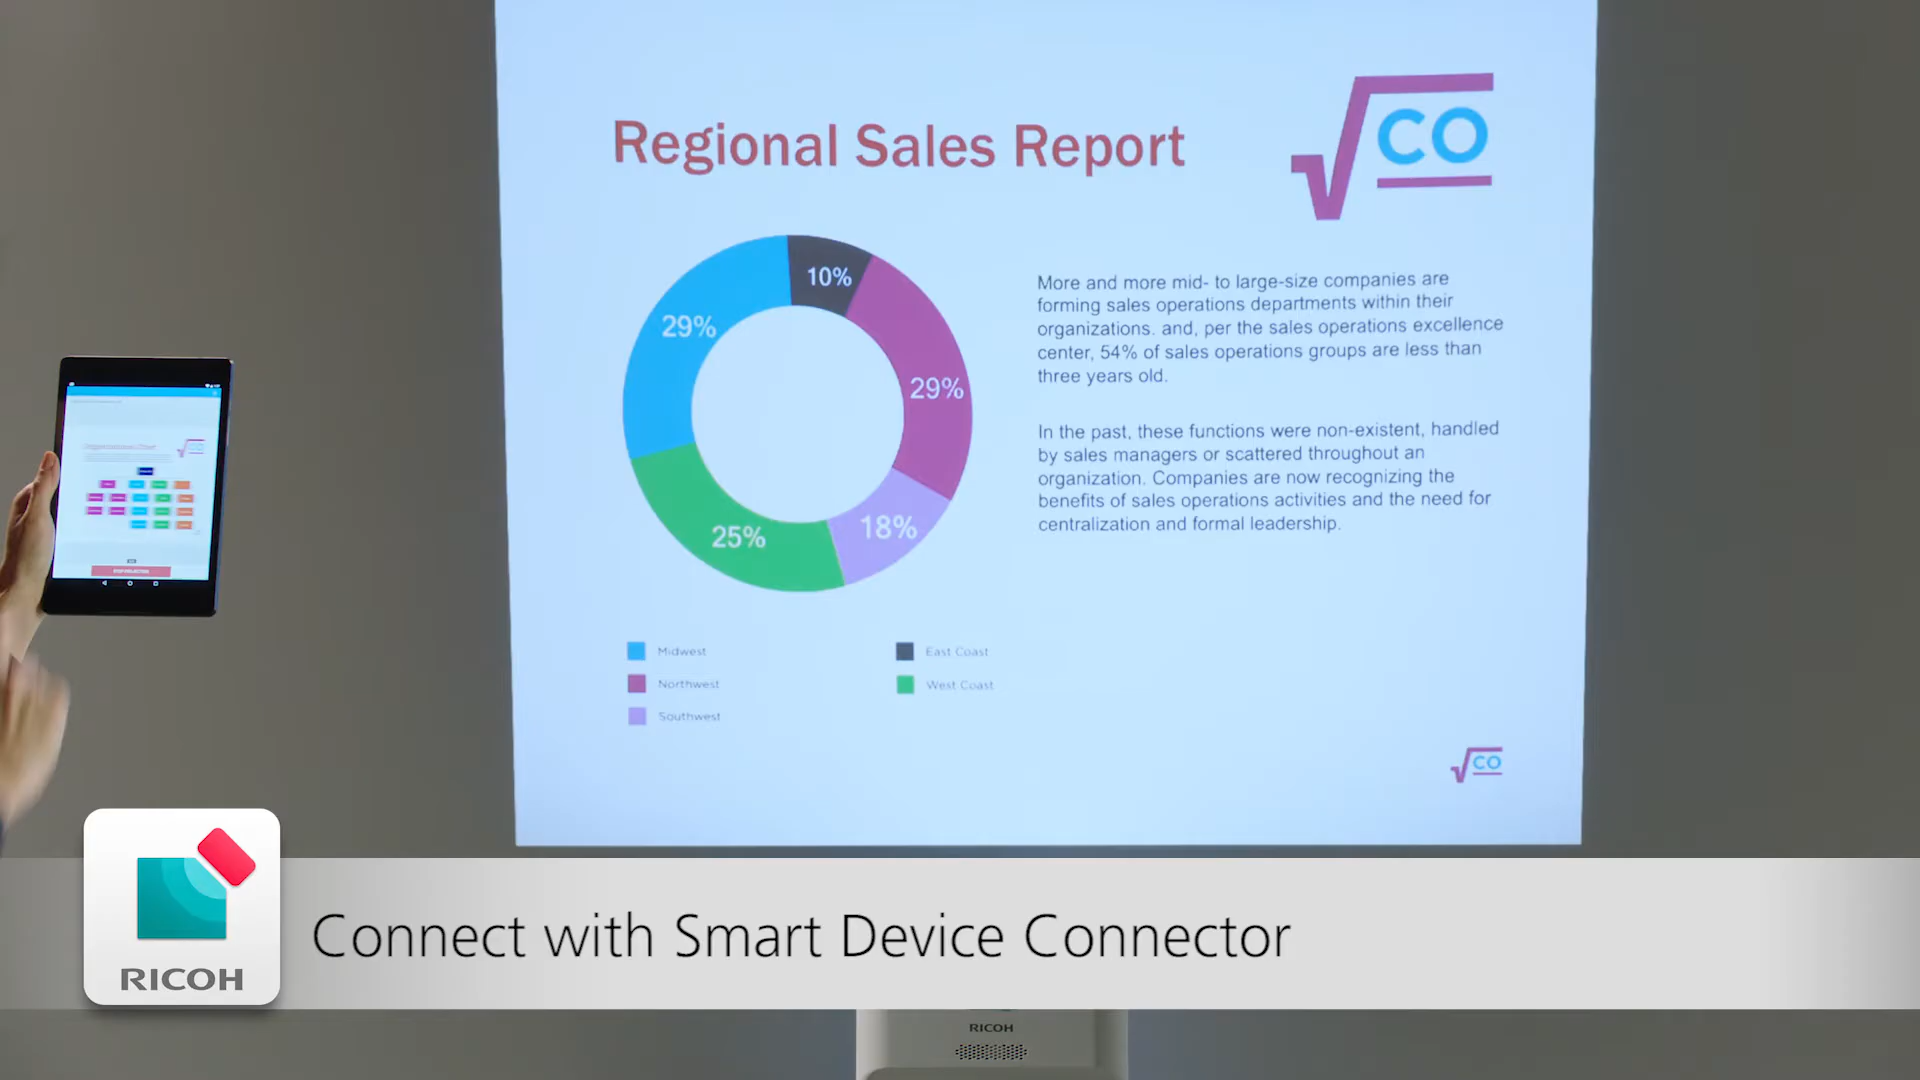 Regional Sales Report
CO
10%
29%
29%
25%
18%
More and more mid- to large-size companies are
forming sales operations departments within their
organizations. and, per the sales operations excellence
center, 54% of sales operations groups are less than
three years old.
In the past, these functions were non-existent, handled
by sales managers or scattered throughout an
organization. Companies are now recognizing the
benefits of sales operations activities and the need for
centralization and formal leadership.
Midwest
Northwest
Southwest
East Coast
West Coast
CO
RICOH
Connect with Smart Device Connector
RICOH